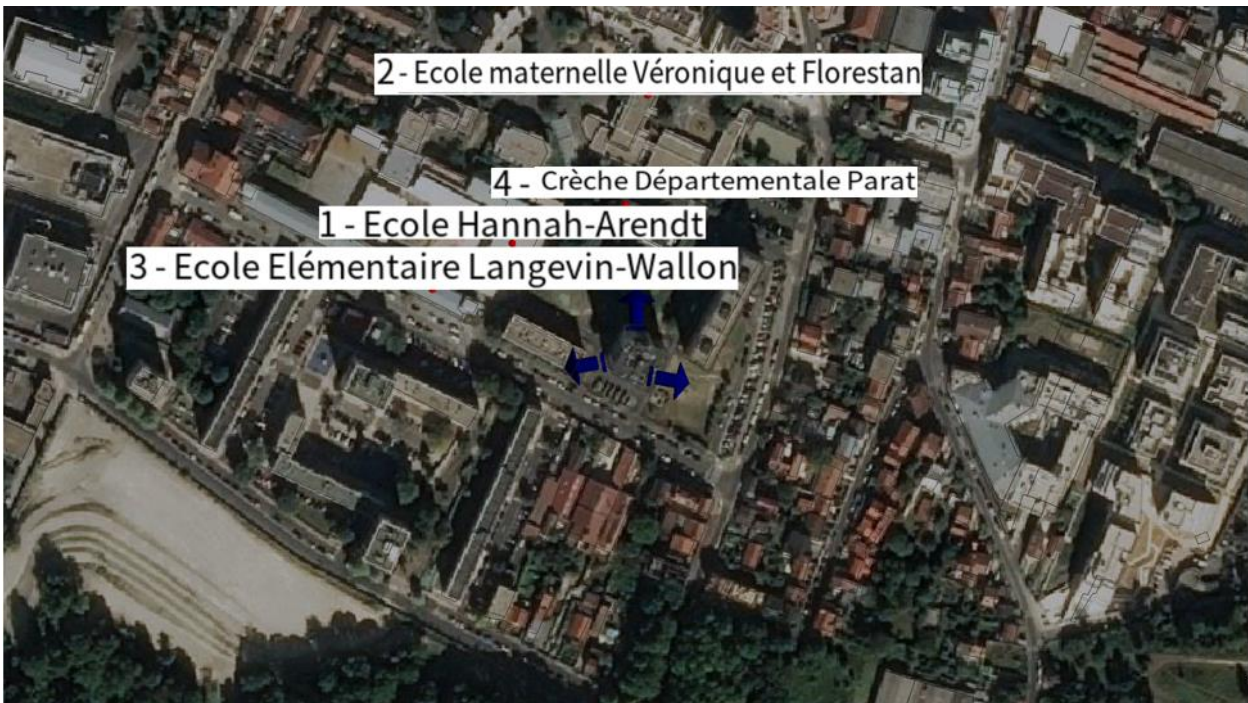 2 - Ecole maternelle Véronique et Florestan
4 - Crèche Départementale Parat
1 - Ecole Hannah-Arendt
3 - Ecole Elémentaire Langevin-Wallon